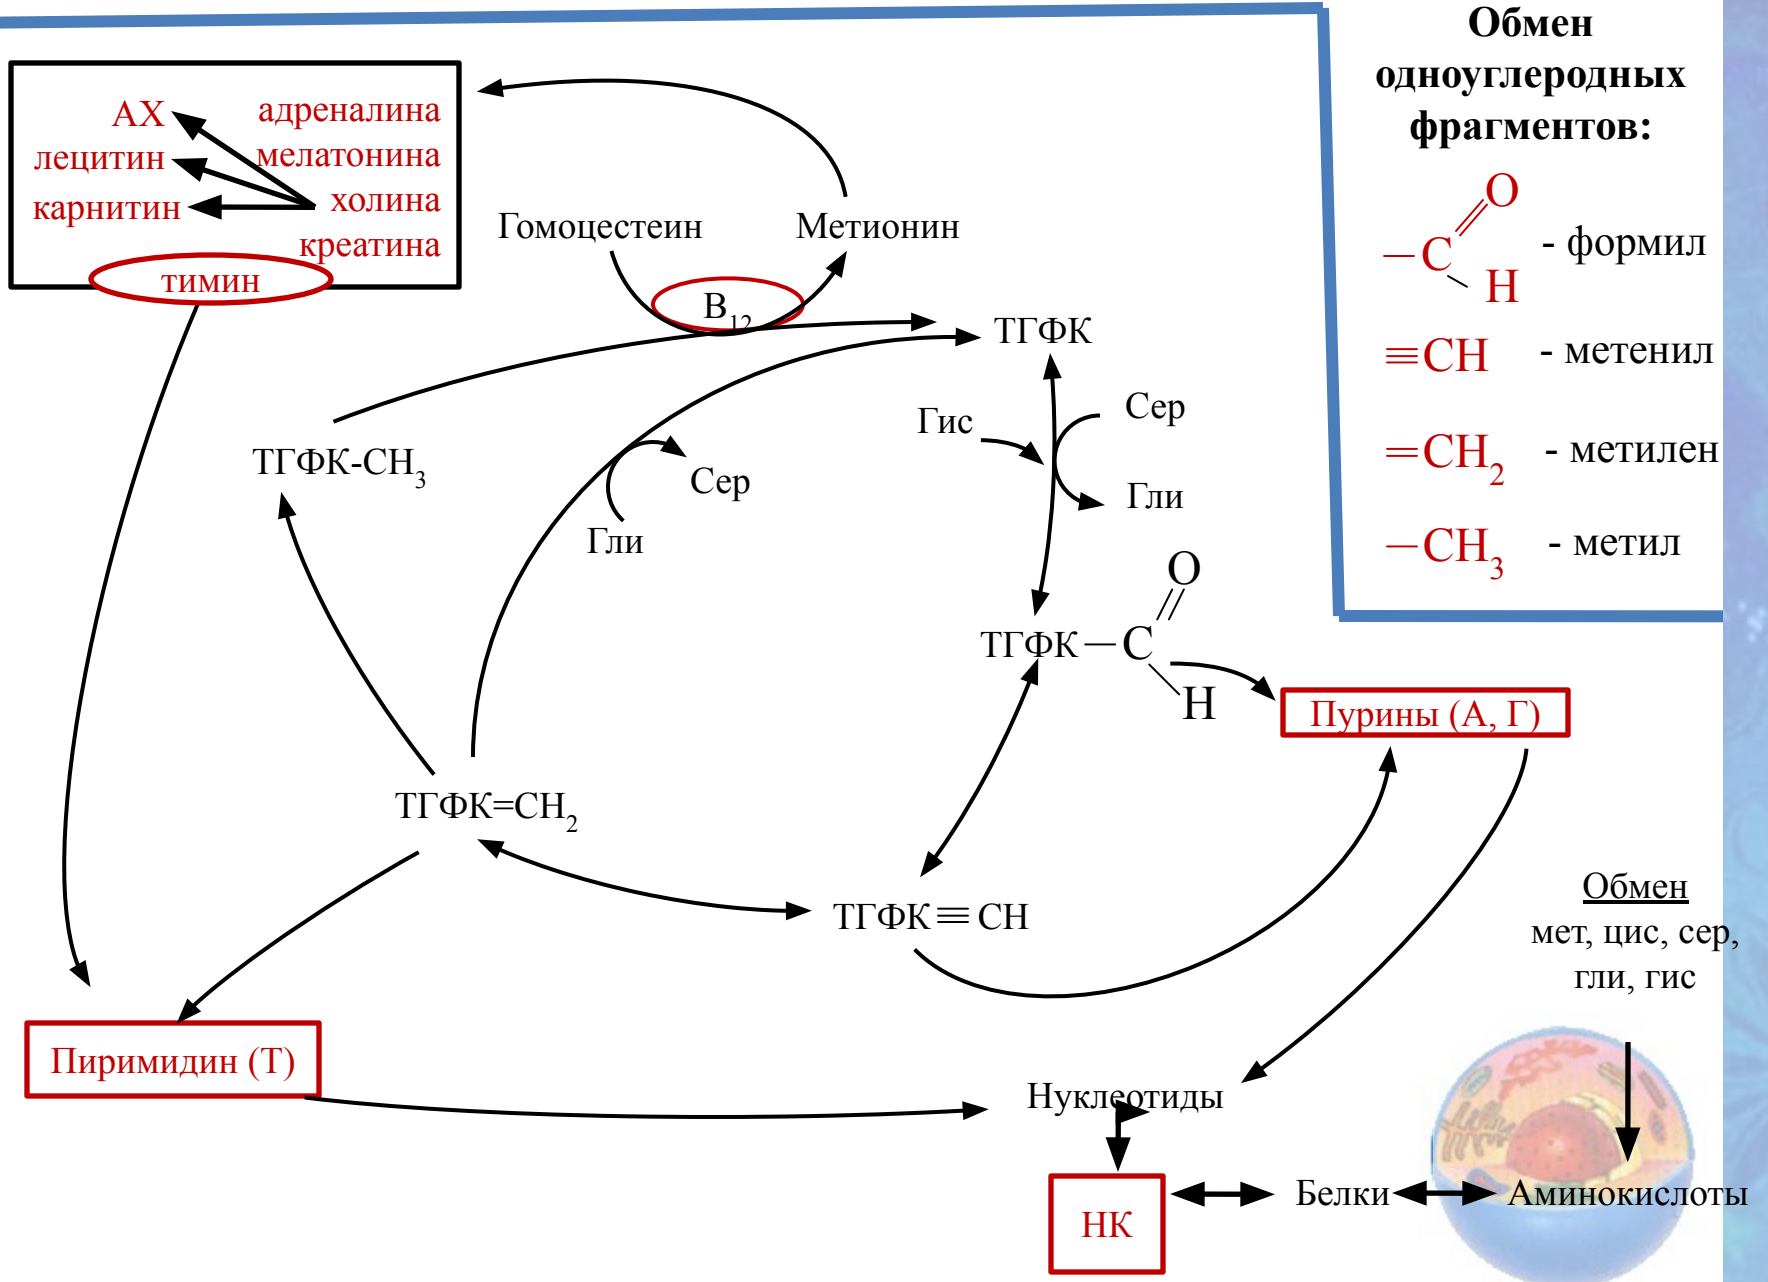 Обмен
одноуглеродных
фрагментов:
O
–C
H
- формил
≡CH - метенил
=CH₂ - метилен
–CH₃ - метил
АХ
лецитин
карнитин
адреналина
мелатонина
холина
креатина
тимин
Гомоцестеин
Метионин
B₁₂
ТГФК
ТГФК-CH₃
Гис
Сер
Гли
Сер
Гли
O
ТГФК – C
H
Пурины (А, Г)
ТГФК=CH₂
ТГФК ≡ CH
Обмен
мет, цис, сер,
гли, гис
Пиримидин (Т)
Нуклеотиды
НК
Белки
Аминокислоты